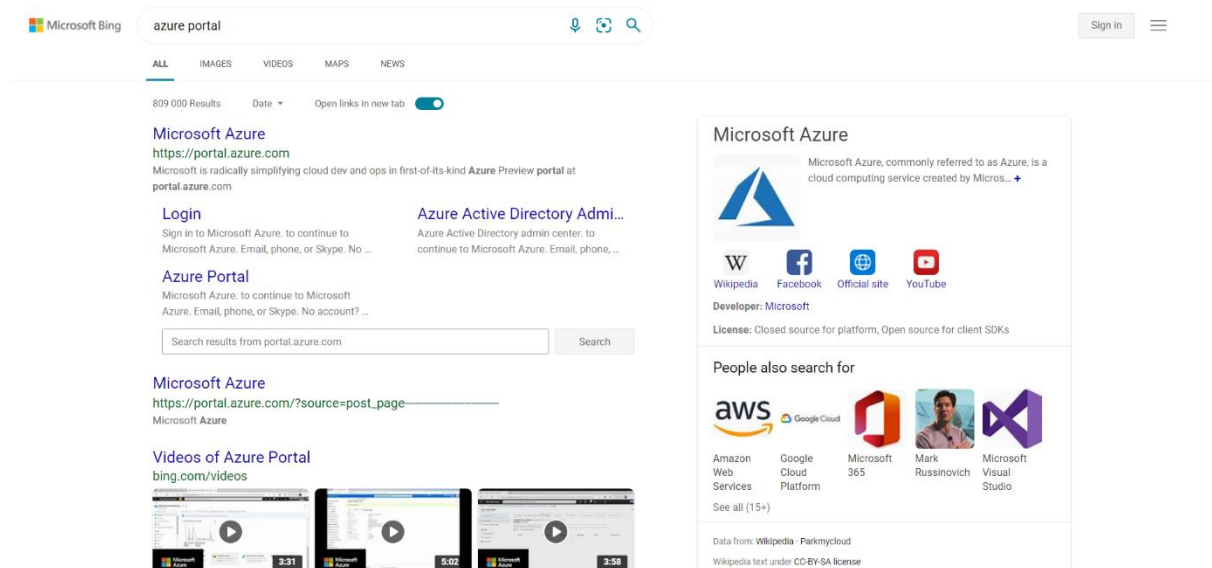 Microsoft Bing
azure portal
Sign in
ALL IMAGES VIDEOS MAPS NEWS
809 000 Results Date Open links in new tab
Microsoft Azure
https://portal.azure.com
Microsoft is radically simplifying cloud dev and ops in first-of-its-kind Azure Preview portal at
portal.azure.com
Login
Sign in to Microsoft Azure. to continue to
Microsoft Azure. Email, phone, or Skype. No ...
Azure Active Directory Admi...
Azure Active Directory admin center. to
continue to Microsoft Azure. Email, phone, ...
Azure Portal
Microsoft Azure. to continue to Microsoft
Azure. Email, phone, or Skype. No account? ...
Search results from portal.azure.com Search
Microsoft Azure
https://portal.azure.com/?source=post_page---------------------------
Microsoft Azure
Videos of Azure Portal
bing.com/videos
Microsoft
Azure
3:31
Microsoft
Azure
5:02
Microsoft
Azure
3:58
Microsoft Azure
Microsoft Azure, commonly referred to as Azure, is a
cloud computing service created by Micros... +
W
Wikipedia Facebook Official site YouTube
Developer: Microsoft
License: Closed source for platform, Open source for client SDKs
People also search for
aws
Google Cloud
Amazon
Web
Services
Google
Cloud
Platform
Microsoft
365
Mark
Russinovich
Microsoft
Visual
Studio
See all (15+)
Data from: Wikipedia · Parkmycloud
Wikipedia text under CC-BY-SA license